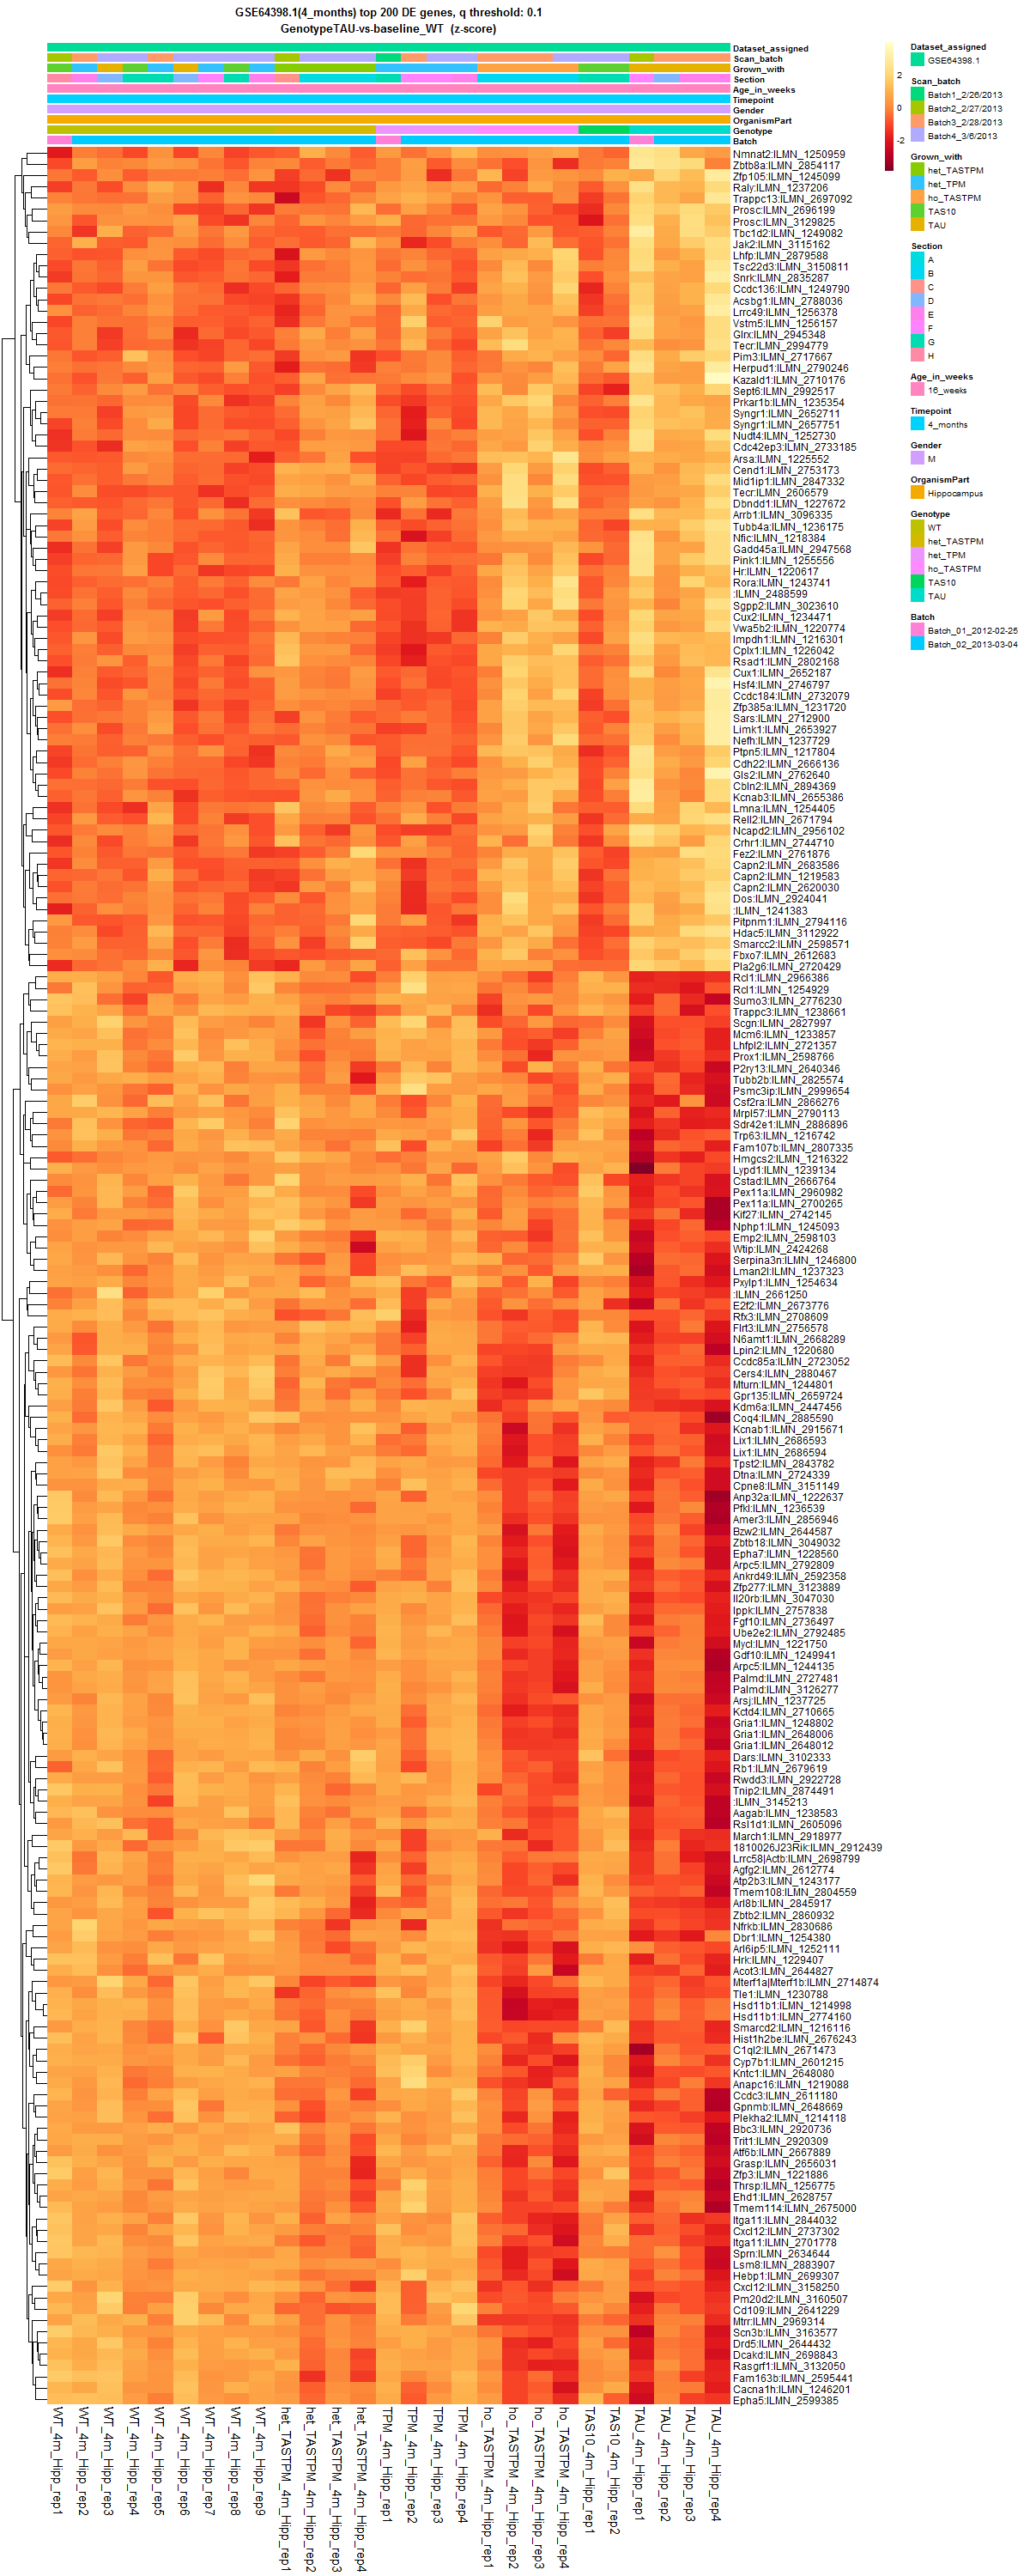 GSE64398.1(4_months) top 200 DE genes, q threshold: 0.1
GenotypeTAU-vs-baseline_WT (z-score)
Dataset_assigned
Scan_batch
Grown_with
Section
Age_in_weeks
Timepoint
Gender
OrganismPart
Genotype
Batch
Nmnat2:ILMN_1250959
Zbtb8a:ILMN_2854117
Zfp105:ILMN_1245099
Raly:ILMN_1237206
Trappc13:ILMN_2697092
Prosc:ILMN_2696199
Prosc:ILMN_3129825
Tbc1d2:ILMN_1249082
Jak2:ILMN_3115162
Lhfp:ILMN_2879588
Tsc22d3:ILMN_3150811
Snrk:ILMN_2835287
Ccdc136:ILMN_1249790
Acsbg1:ILMN_2788036
Lrrc49:ILMN_1256378
Vstm5:ILMN_1256157
Glrx:ILMN_2945348
Tecr:ILMN_2994779
Pim3:ILMN_2717667
Herpud1:ILMN_2790246
Kazald1:ILMN_2710176
Sept6:ILMN_2992517
Prkar1b:ILMN_1235354
Syngr1:ILMN_2652711
Syngr1:ILMN_2657751
Nudt4:ILMN_1252730
Cdc42ep3:ILMN_2733185
Arsa:ILMN_1225552
Cend1:ILMN_2753173
Mid1ip1:ILMN_2847332
Tecr:ILMN_2606579
Dbndd1:ILMN_1227672
Arrb1:ILMN_3096335
Tubb4a:ILMN_1236175
Nfic:ILMN_1218384
Gadd45a:ILMN_2947568
Pink1:ILMN_1255556
Hr:ILMN_1220617
Rora:ILMN_1243741
:ILMN_2488599
Sgpp2:ILMN_3023610
Cux2:ILMN_1234471
Vwa5b2:ILMN_1220774
Impdh1:ILMN_1216301
Cplx1:ILMN_1226042
Rsad1:ILMN_2802168
Cux1:ILMN_2652187
Hsf4:ILMN_2746797
Ccdc184:ILMN_2732079
Zfp385a:ILMN_1231720
Sars:ILMN_2712900
Limk1:ILMN_2653927
Nefh:ILMN_1237729
Ptpn5:ILMN_1217804
Cdh22:ILMN_2666136
Gls2:ILMN_2762640
Cbln2:ILMN_2894369
Kcnab3:ILMN_2655386
Lmna:ILMN_1254405
Rell2:ILMN_2671794
Ncapd2:ILMN_2956102
Crhr1:ILMN_2744710
Fez2:ILMN_2761876
Capn2:ILMN_2683586
Capn2:ILMN_1219583
Capn2:ILMN_2620030
Dos:ILMN_2924041
:ILMN_1241383
Pitpnm1:ILMN_2794116
Hdac5:ILMN_3112922
Smarcc2:ILMN_2598571
Fbxo7:ILMN_2612683
Pla2g6:ILMN_2720429
Rcl1:ILMN_2966386
Rcl1:ILMN_1254929
Sumo3:ILMN_2776230
Trappc3:ILMN_1238661
Scgn:ILMN_2827997
Mcm6:ILMN_1233857
Lhfpl2:ILMN_2721357
Prox1:ILMN_2598766
P2ry13:ILMN_2640346
Tubb2b:ILMN_2825574
Psmc3ip:ILMN_2999654
Csf2ra:ILMN_2866276
Mrpl57:ILMN_2790113
Sdr42e1:ILMN_2886896
Trp63:ILMN_1216742
Fam107b:ILMN_2807335
Hmgcs2:ILMN_1216322
Lypd1:ILMN_1239134
Cstad:ILMN_2666764
Pex11a:ILMN_2960982
Pex11a:ILMN_2700265
Kif27:ILMN_2742145
Nphp1:ILMN_1245093
Emp2:ILMN_2598103
Wtip:ILMN_2424268
Serpina3n:ILMN_1246800
Lman2l:ILMN_1237323
Pxylp1:ILMN_1254634
:ILMN_2661250
E2f2:ILMN_2673776
Rfx3:ILMN_2708609
Flrt3:ILMN_2756578
N6amt1:ILMN_2668289
Lpin2:ILMN_1220680
Ccdc85a:ILMN_2723052
Cers4:ILMN_2880467
Mturn:ILMN_1244801
Gpr135:ILMN_2659724
Kdm6a:ILMN_2447456
Coq4:ILMN_2885590
Kcnab1:ILMN_2915671
Lix1:ILMN_2686593
Lix1:ILMN_2686594
Tpst2:ILMN_2843782
Dtna:ILMN_2724339
Cpne8:ILMN_3151149
Anp32a:ILMN_1222637
Pfkl:ILMN_1236539
Amer3:ILMN_2856946
Bzw2:ILMN_2644587
Zbtb18:ILMN_3049032
Epha7:ILMN_1228560
Arpc5:ILMN_2792809
Ankrd49:ILMN_2592358
Zfp277:ILMN_3123889
Il20rb:ILMN_3047030
Ippk:ILMN_2757838
Fgf10:ILMN_2736497
Ube2e2:ILMN_2792485
Mycl:ILMN_1221750
Gdf10:ILMN_1249941
Arpc5:ILMN_1244135
Palmd:ILMN_2727481
Palmd:ILMN_3126277
Arsj:ILMN_1237725
Kctd4:ILMN_2710665
Gria1:ILMN_1248802
Gria1:ILMN_2648006
Gria1:ILMN_2648012
Dars:ILMN_3102333
Rb1:ILMN_2679619
Rwdd3:ILMN_2922728
Tnip2:ILMN_2874491
:ILMN_3145213
Aagab:ILMN_1238583
Rsl1d1:ILMN_2605096
March1:ILMN_2918977
1810026J23Rik:ILMN_2912439
Lrrc58|Actb:ILMN_2698799
Agfg2:ILMN_2612774
Atp2b3:ILMN_1243177
Tmem108:ILMN_2804559
Arl8b:ILMN_2845917
Zbtb2:ILMN_2860932
Nfrkb:ILMN_2830686
Dbr1:ILMN_1254380
Arl6ip5:ILMN_1252111
Hrk:ILMN_1229407
Acot3:ILMN_2644827
Mterf1a|Mterf1b:ILMN_2714874
Tle1:ILMN_1230788
Hsd11b1:ILMN_1214998
Hsd11b1:ILMN_2774160
Smarcd2:ILMN_1216116
Hist1h2be:ILMN_2676243
C1ql2:ILMN_2671473
Cyp7b1:ILMN_2601215
Kntc1:ILMN_2648080
Anapc16:ILMN_1219088
Ccdc3:ILMN_2611180
Gpnmb:ILMN_2648669
Plekha2:ILMN_1214118
Bbc3:ILMN_2920736
Trit1:ILMN_2920309
Atf6b:ILMN_2667889
Grasp:ILMN_2656031
Zfp3:ILMN_1221886
Thrsp:ILMN_1256775
Ehd1:ILMN_2628757
Tmem114:ILMN_2675000
Itga11:ILMN_2844032
Cxcl12:ILMN_2737302
Itga11:ILMN_2701778
Sprn:ILMN_2634644
Lsm8:ILMN_2883907
Hebp1:ILMN_2699307
Cxcl12:ILMN_3158250
Pm20d2:ILMN_3160507
Cd109:ILMN_2641229
Mtrr:ILMN_2969314
Scn3b:ILMN_3163577
Drd5:ILMN_2644432
Dcakd:ILMN_2698843
Rasgrf1:ILMN_3132050
Fam163b:ILMN_2595441
Cacna1h:ILMN_1246201
Epha5:ILMN_2599385
WT_4m_Hipp_rep1
WT_4m_Hipp_rep2
WT_4m_Hipp_rep3
WT_4m_Hipp_rep4
WT_4m_Hipp_rep5
WT_4m_Hipp_rep6
WT_4m_Hipp_rep7
WT_4m_Hipp_rep8
WT_4m_Hipp_rep9
het_TASTPM_4m_Hipp_rep1
het_TASTPM_4m_Hipp_rep2
het_TASTPM_4m_Hipp_rep3
het_TASTPM_4m_Hipp_rep4
TPM_4m_Hipp_rep1
TPM_4m_Hipp_rep2
TPM_4m_Hipp_rep3
TPM_4m_Hipp_rep4
ho_TASTPM_4m_Hipp_rep1
ho_TASTPM_4m_Hipp_rep2
ho_TASTPM_4m_Hipp_rep3
ho_TASTPM_4m_Hipp_rep4
TAS10_4m_Hipp_rep1
TAS10_4m_Hipp_rep2
TAU_4m_Hipp_rep1
TAU_4m_Hipp_rep2
TAU_4m_Hipp_rep3
TAU_4m_Hipp_rep4
2
0
-2
Dataset_assigned
GSE64398.1
Scan_batch
Batch1_2/26/2013
Batch2_2/27/2013
Batch3_2/28/2013
Batch4_3/6/2013
Grown_with
het_TASTPM
het_TPM
ho_TASTPM
TAS10
TAU
Section
A
B
C
D
E
F
G
H
Age_in_weeks
16_weeks
Timepoint
4_months
Gender
M
OrganismPart
Hippocampus
Genotype
WT
het_TASTPM
het_TPM
ho_TASTPM
TAS10
TAU
Batch
Batch_01_2012-02-25
Batch_02_2013-03-04